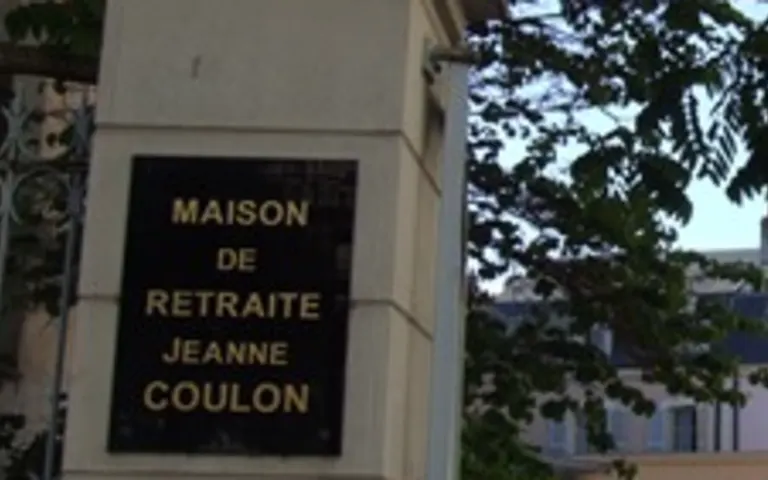 MAISON
DE
RETRAITE
JEANNE
COULON